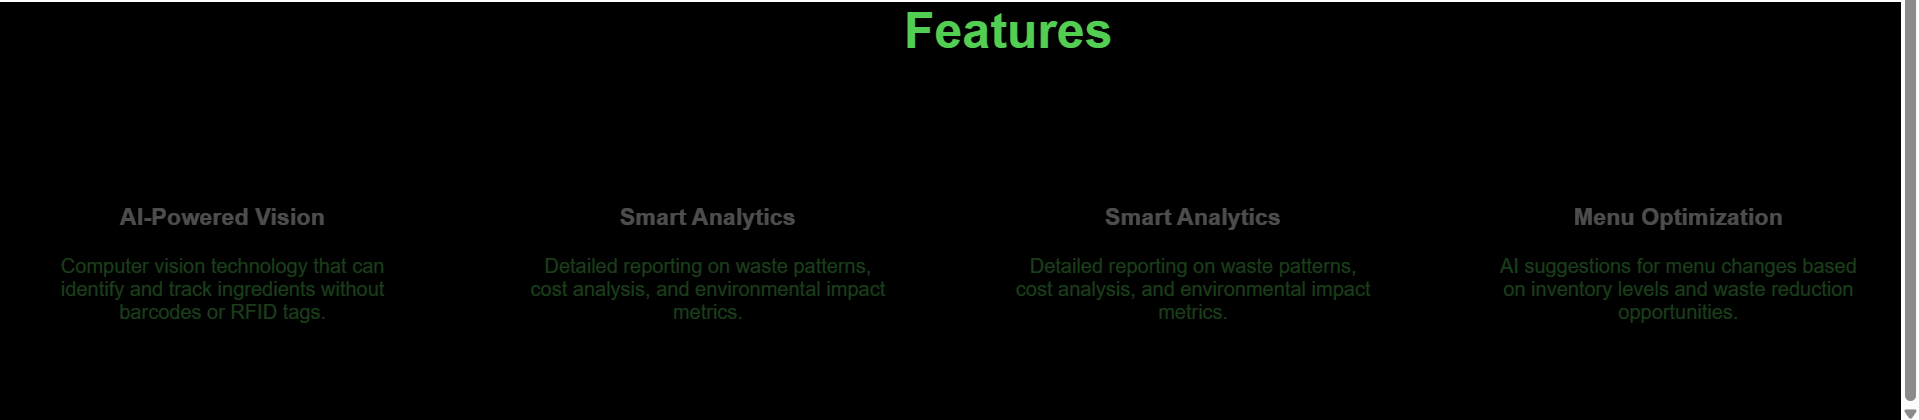 Features
AI-Powered Vision
Computer vision technology that can
identify and track ingredients without
barcodes or RFID tags.
Smart Analytics
Detailed reporting on waste patterns,
cost analysis, and environmental impact
metrics.
Smart Analytics
Detailed reporting on waste patterns,
cost analysis, and environmental impact
metrics.
Menu Optimization
AI suggestions for menu changes based
on inventory levels and waste reduction
opportunities.